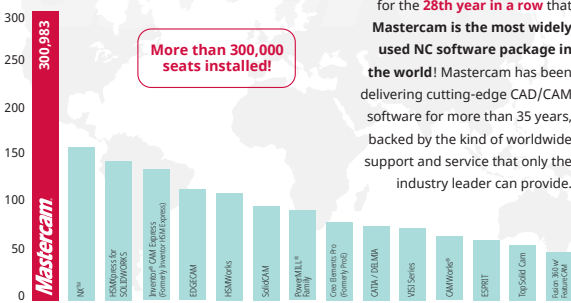 for the 28th year in a row that
Mastercam is the most widely
used NC software package in
the world! Mastercam has been
delivering cutting-edge CAD/CAM
software for more than 35 years,
backed by the kind of worldwide
support and service that only the
industry leader can provide.
More than 300,000
seats installed!
300
250
200
150
100
50
0
300,983
Mastercam
NX™
HSMXpress for
SOLIDWORKS
Inventor® CAM Express
(Formerly Inventor HSM Express)
EDGECAM
HSMWorks
SolidCAM
PowerMILL®
Family
Creo Elements Pro
(Formerly ProE)
CATIA / DELMIA
VISI Series
CAMWorks®
ESPRIT
TopSolid Cam
Fusion 360 w/
FeatureCAM